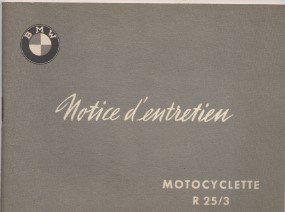 BMW
Notice d'entretien
MOTOCYCLETTE
R 25/3